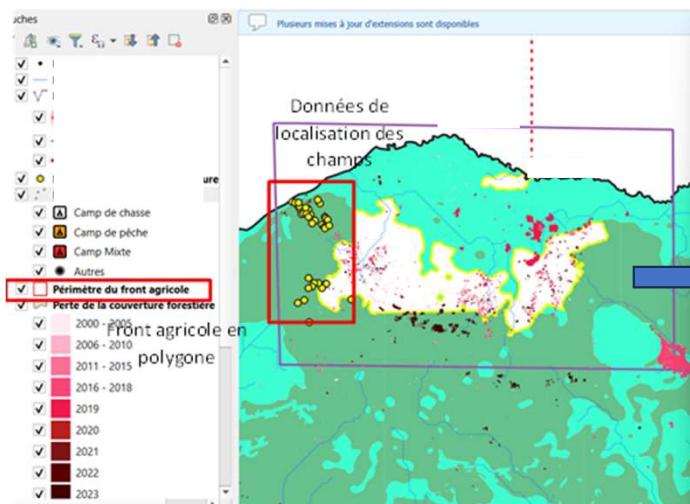 uches
Plusieurs mises à jour d'extensions sont disponibles
Données de
localisation des
champs
ure
Camp de chasse
Camp de pêche
Camp Mixte
Autres
Périmètre du front agricole
Perte de la couverture forestière
2000 - 2005
Front agricole en
polygone
2006 - 2010
2011 - 2015
2016 - 2018
2019
2020
2021
2022
2023